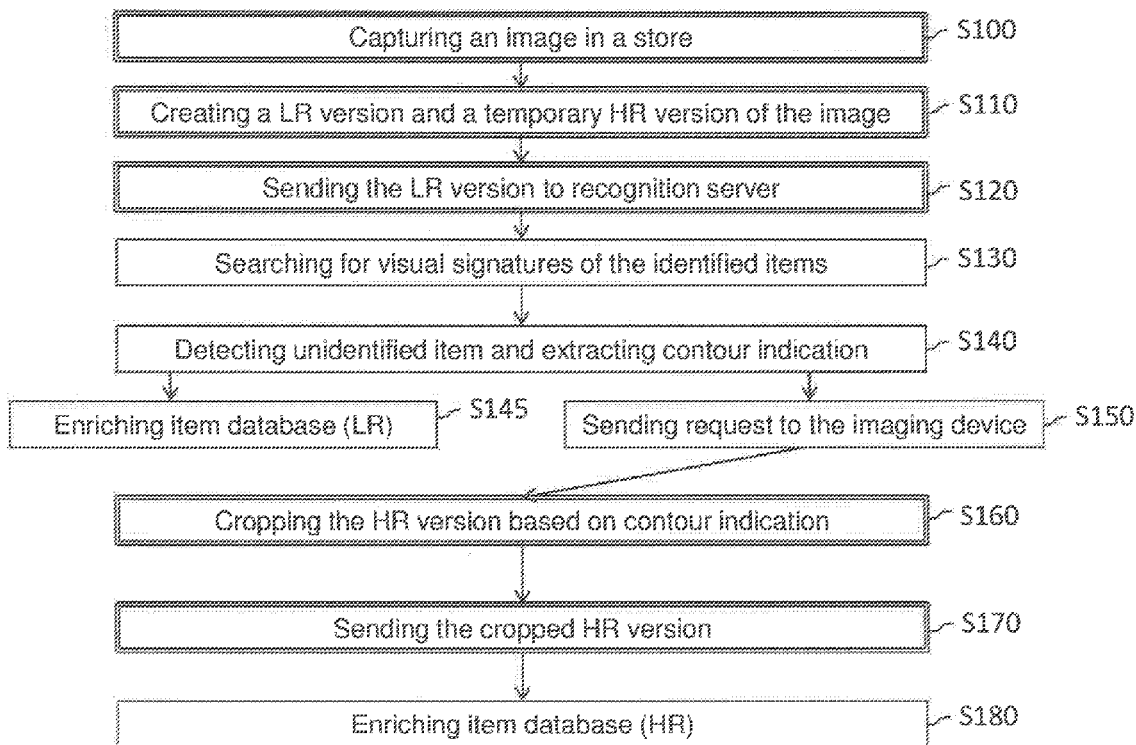 Capturing an image in a store S100
Creating a LR version and a temporary HR version of the image S110
Sending the LR version to recognition server S120
Searching for visual signatures of the identified items S130
Detecting unidentified item and extracting contour indication S140
Enriching item database (LR) S145
Sending request to the imaging device S150
Cropping the HR version based on contour indication S160
Sending the cropped HR version S170
Enriching item database (HR) S180